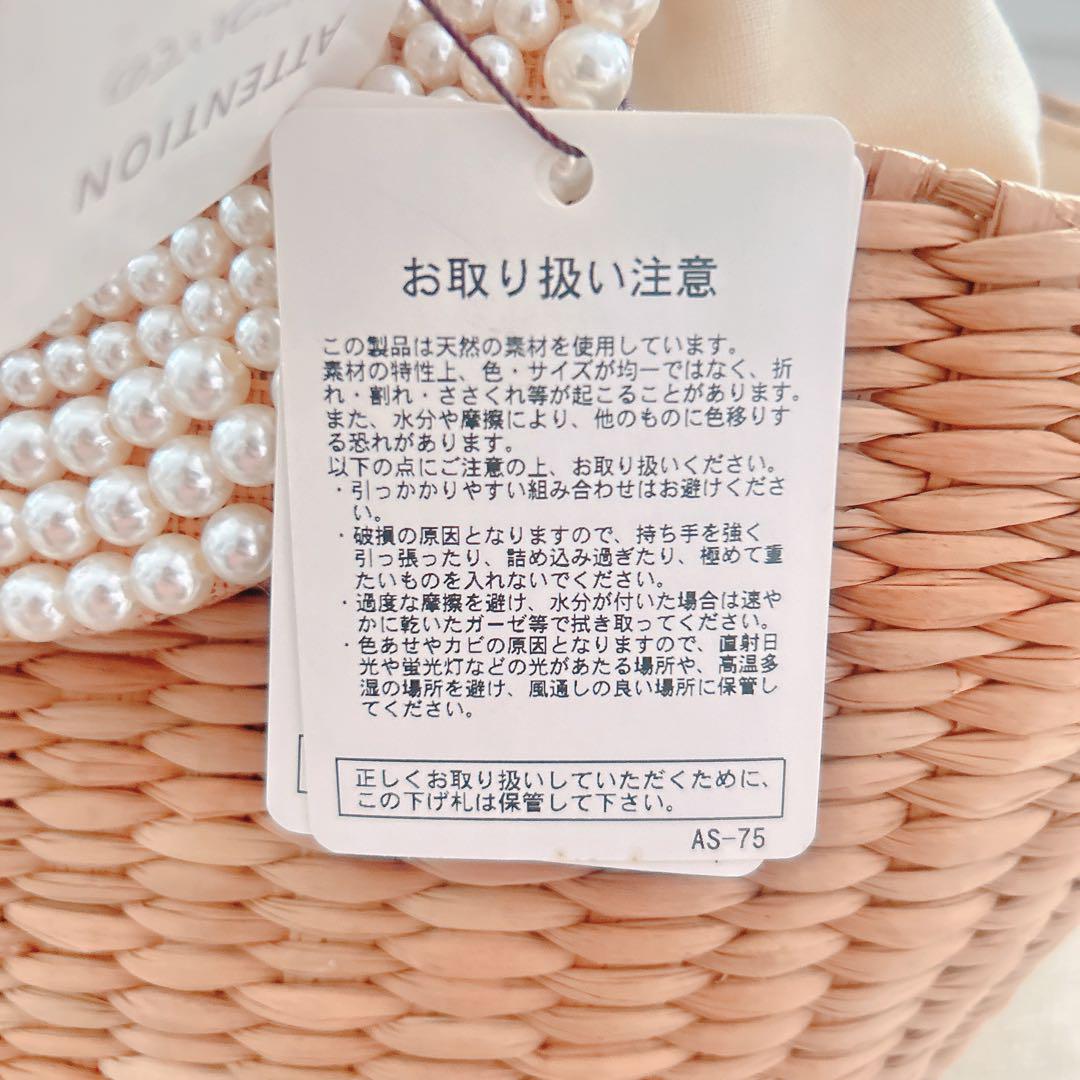 ATTENTION
お取り扱い注意
この製品は天然の素材を使用しています。
素材の特性上、色・サイズが均一ではなく、折
れ・割れ・ささくれ等が起こることがあります。
また、水分や摩擦により、他のものに色移りす
る恐れがあります。
以下の点にご注意の上、お取り扱いください。
・引っかかりやすい組み合わせはお避けくださ
い。
・破損の原因となりますので、持ち手を強く
引っ張ったり、詰め込み過ぎたり、極めて重
たいものを入れないでください。
・過度な摩擦を避け、水分が付いた場合は速や
かに乾いたガーゼ等で拭き取ってください。
・色あせやカビの原因となりますので、直射日
光や蛍光灯などの光があたる場所や、高温多
湿の場所を避け、風通しの良い場所に保管し
てください。
正しくお取り扱いしていただくために、
この下げ札は保管して下さい。
AS-75